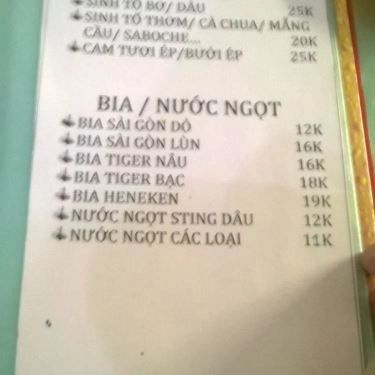 SINH TỐ BƠ/ DÂU 25K
SINH TỐ THƠM/ CÀ CHUA/ MÃNG
CẦU/ SABOCHE... 20K
CAM TƯƠI ÉP/BƯỞI ÉP 25K
BIA / NƯỚC NGỌT
BIA SÀI GÒN ĐỎ 12K
BIA SÀI GÒN LÙN 16K
BIA TIGER NÂU 16K
BIA TIGER BẠC 18K
BIA HENEKEN 19K
NƯỚC NGỌT STING DÂU 12K
NƯỚC NGỌT CÁC LOẠI 11K